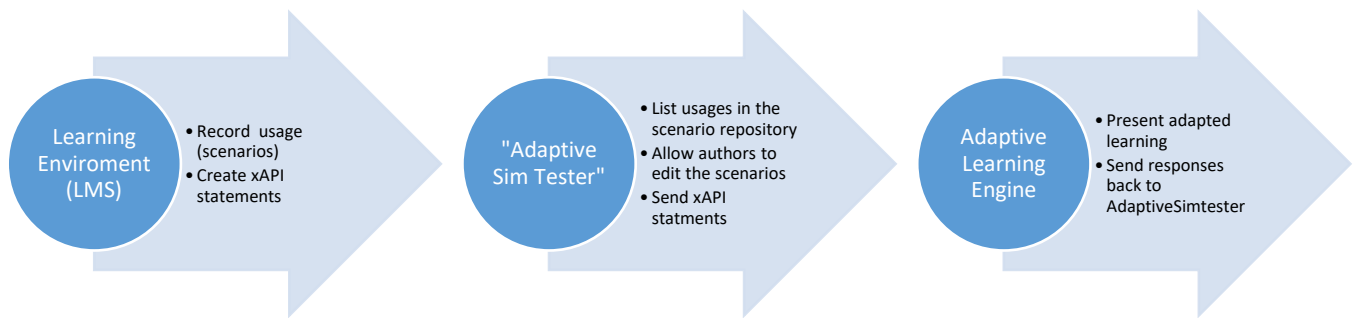 Learning
Enviroment
(LMS)
• Record usage
(scenarios)
• Create xAPI
statements
"Adaptive
Sim Tester"
• List usages in the
scenario repository
• Allow authors to
edit the scenarios
• Send xAPI
statments
Adaptive
Learning
Engine
• Present adapted
learning
• Send responses
back to
AdaptiveSimtester